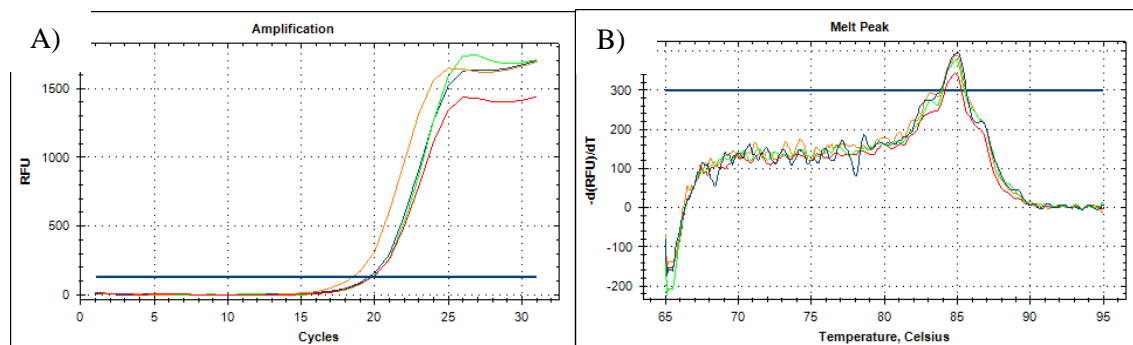 A)
Amplification
1500
1000
500
0
RFU
0 5 10 15 20 25 30
Cycles
B)
Melt Peak
300
200
100
0
-100
-200
-d(RFU)/dT
65 70 75 80 85 90 95
Temperature, Celsius